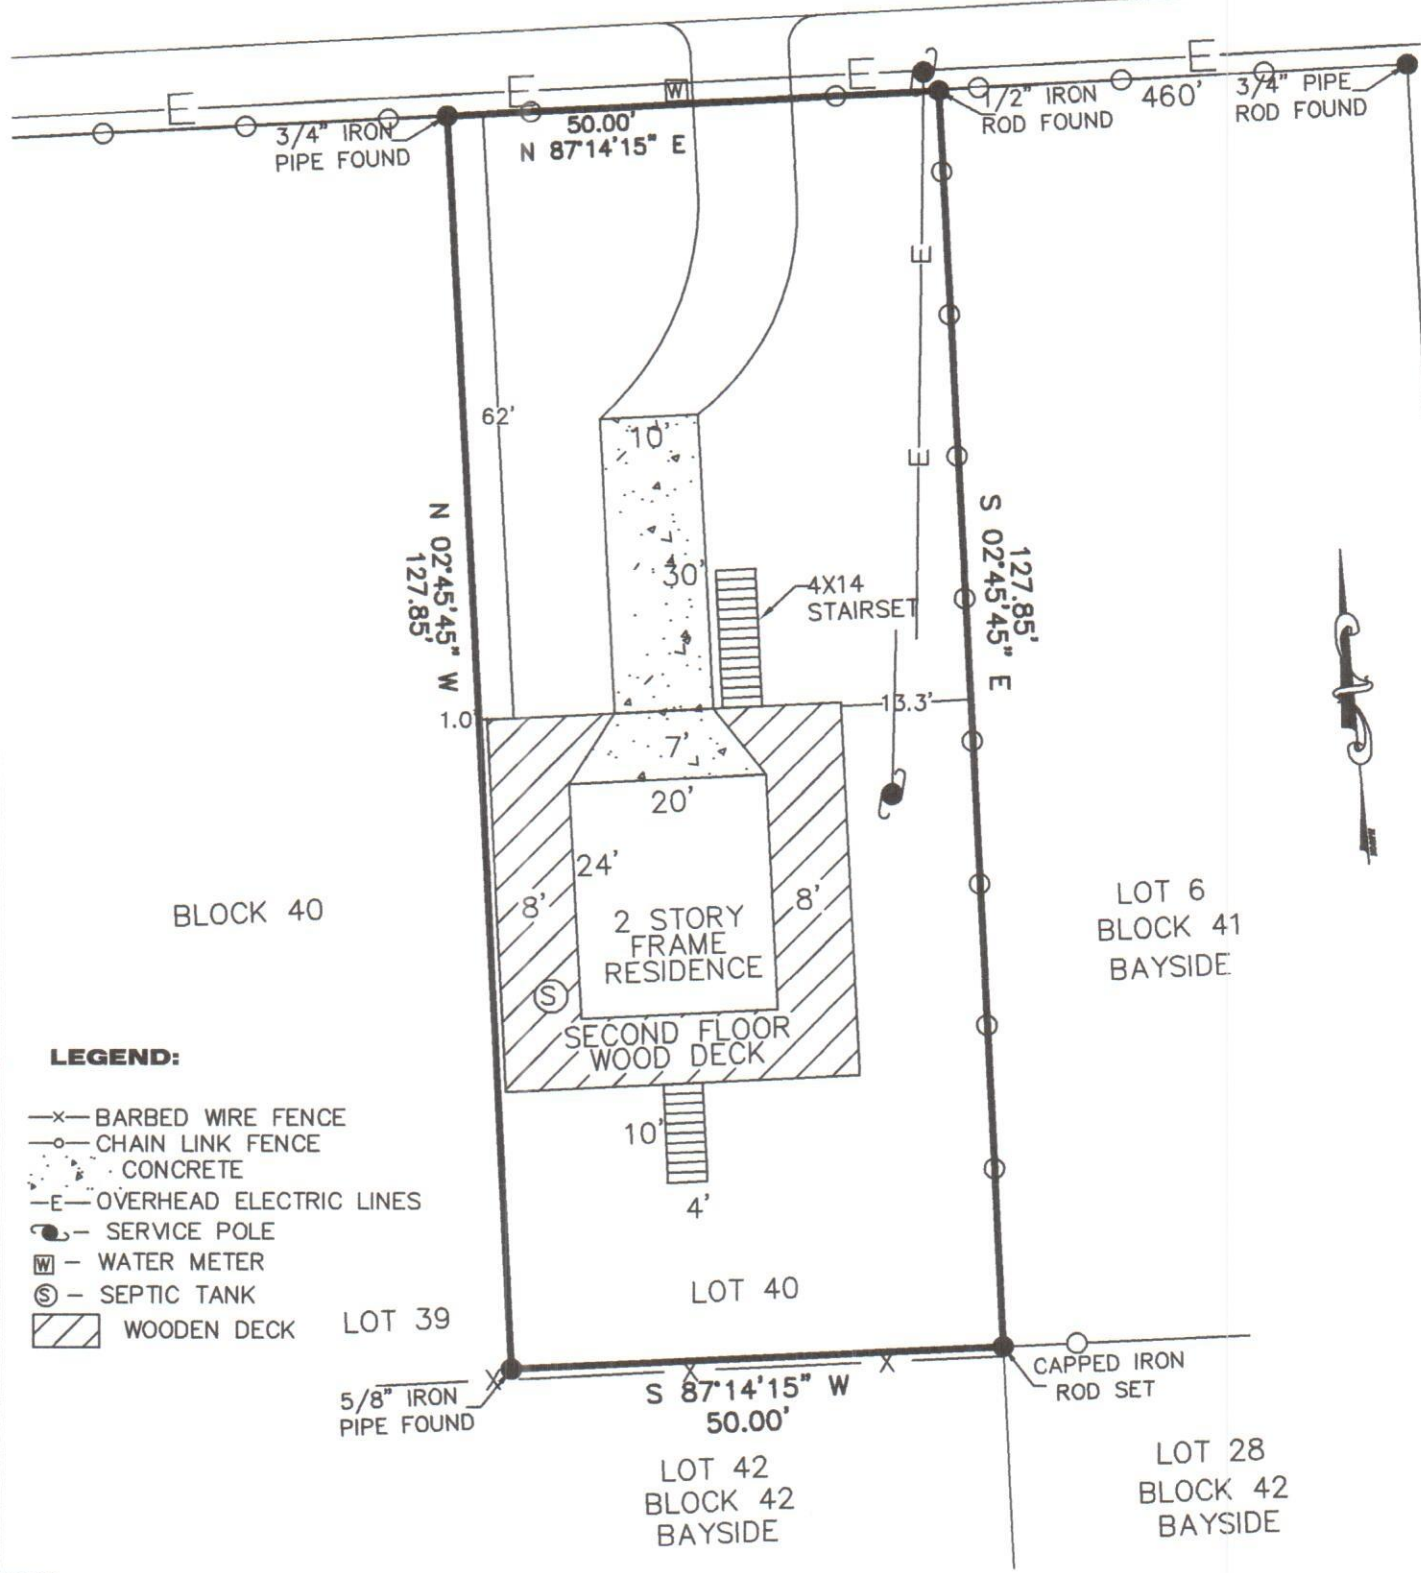 E
E
E
E
W
3/4" IRON
PIPE FOUND
50.00'
N 87°14'15" E
1/2" IRON
ROD FOUND
460'
3/4" PIPE
ROD FOUND
E
62'
10'
E
N 02°45'45" W
127.85'
30'
4X14
STAIRSET
127.85'
S 02°45'45" E
1.0'
13.3'
7'
20'
24'
8'
8'
2 STORY
FRAME
RESIDENCE
S
SECOND FLOOR
WOOD DECK
BLOCK 40
LOT 6
BLOCK 41
BAYSIDE
10'
4'
LEGEND:
—x— BARBED WIRE FENCE
—o— CHAIN LINK FENCE
CONCRETE
—E— OVERHEAD ELECTRIC LINES
– SERVICE POLE
W – WATER METER
S – SEPTIC TANK
WOODEN DECK
LOT 39
LOT 40
5/8" IRON
PIPE FOUND
X
X
X
S 87°14'15" W
50.00'
CAPPED IRON
ROD SET
LOT 42
BLOCK 42
BAYSIDE
LOT 28
BLOCK 42
BAYSIDE